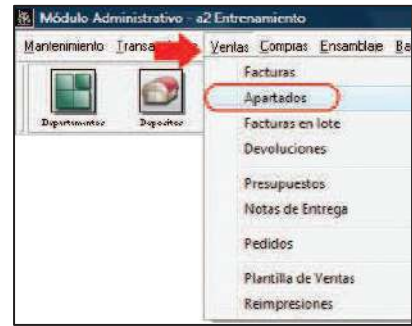 Módulo Administrativo - a2 Entrenamiento
Mantenimiento Ventas Compras Ensamblaje
Departamentos Depositos
Facturas
Apartados
Facturas en lote
Devoluciones
Presupuestos
Notas de Entrega
Pedidos
Plantilla de Ventas
Reimpresiones